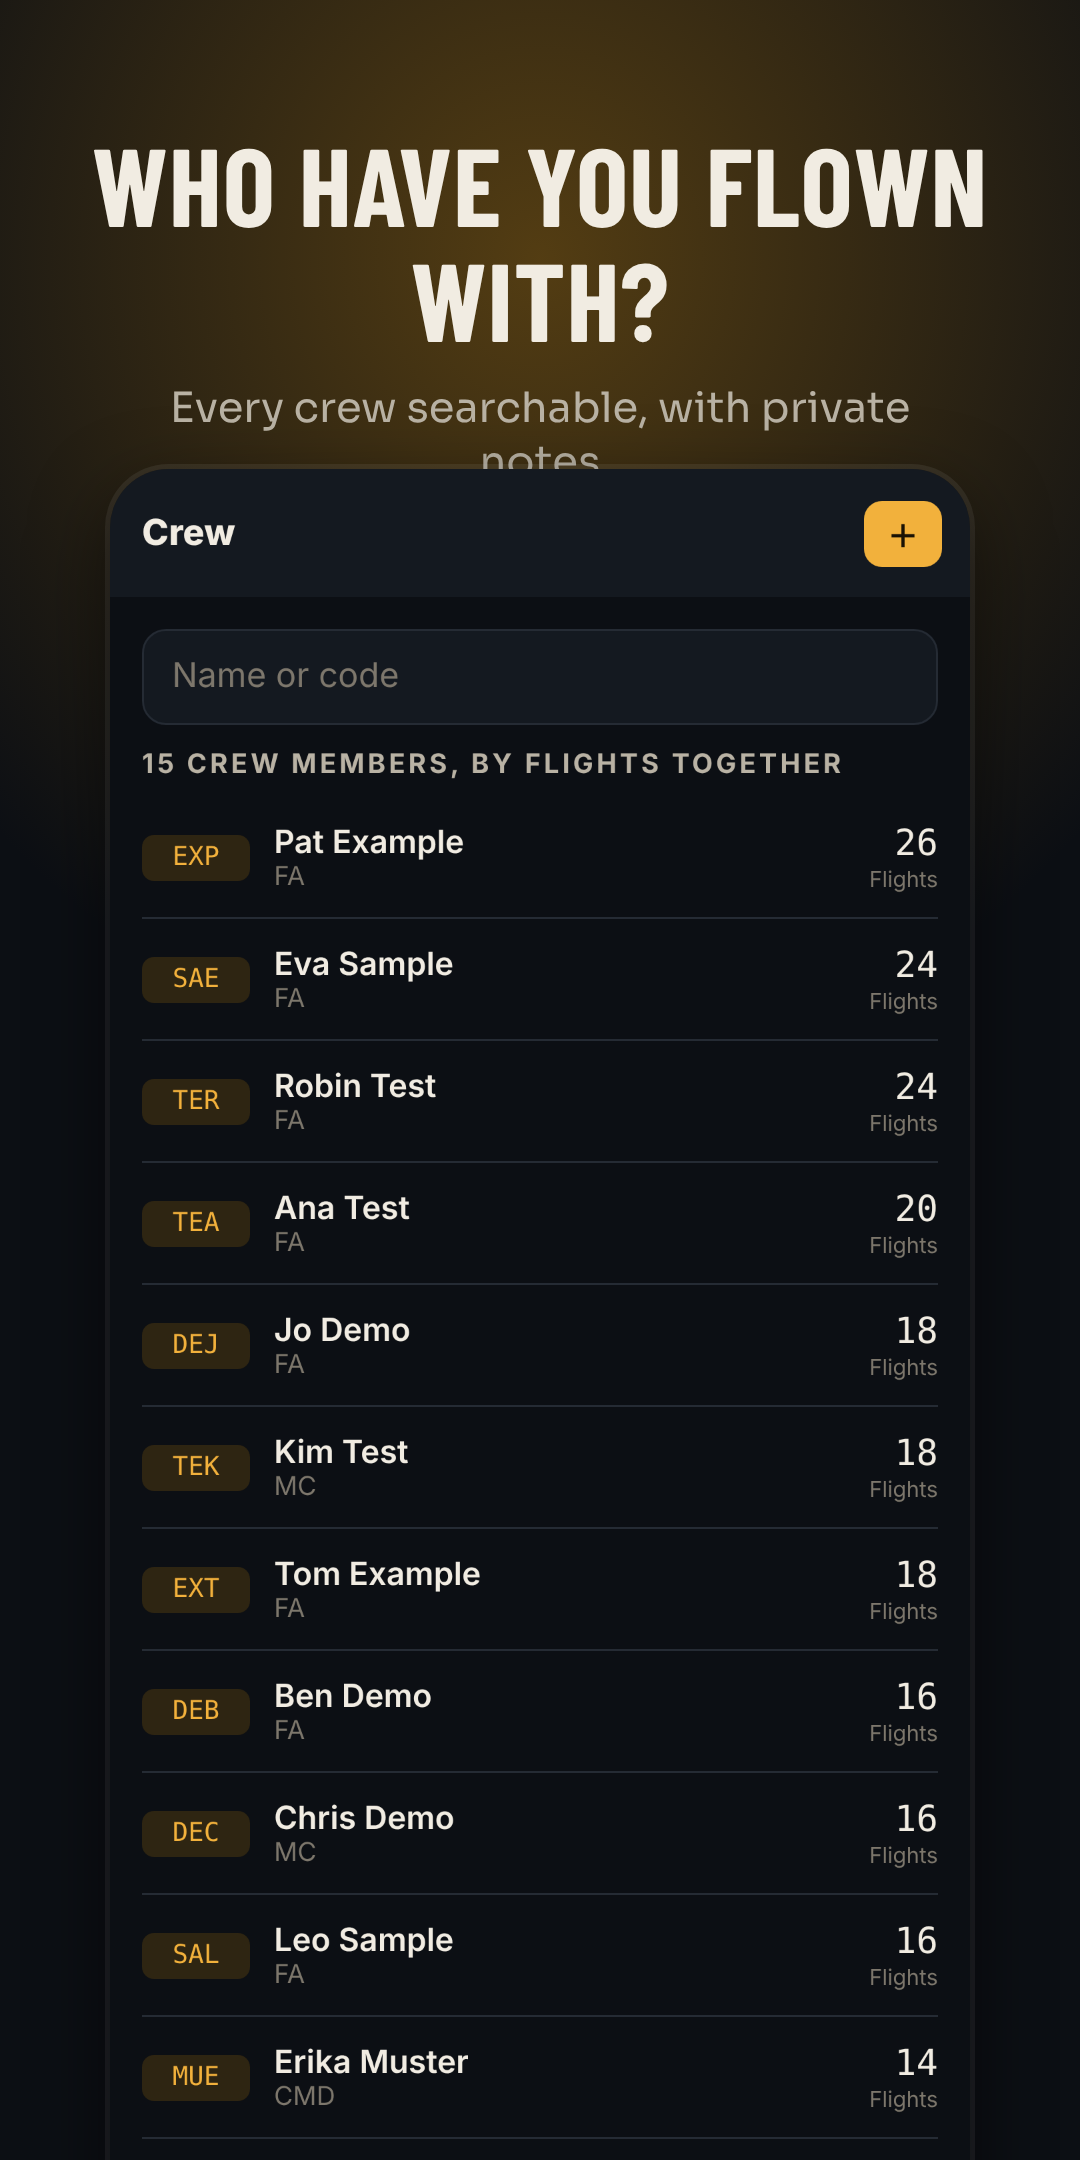 WHO HAVE YOU FLOWN
WITH?
Every crew searchable, with private
notes
Crew
+
Name or code
15 CREW MEMBERS, BY FLIGHTS TOGETHER
EXP Pat Example 26
FA Flights
SAE Eva Sample 24
FA Flights
TER Robin Test 24
FA Flights
TEA Ana Test 20
FA Flights
DEJ Jo Demo 18
FA Flights
TEK Kim Test 18
MC Flights
EXT Tom Example 18
FA Flights
DEB Ben Demo 16
FA Flights
DEC Chris Demo 16
MC Flights
SAL Leo Sample 16
FA Flights
MUE Erika Muster 14
CMD Flights